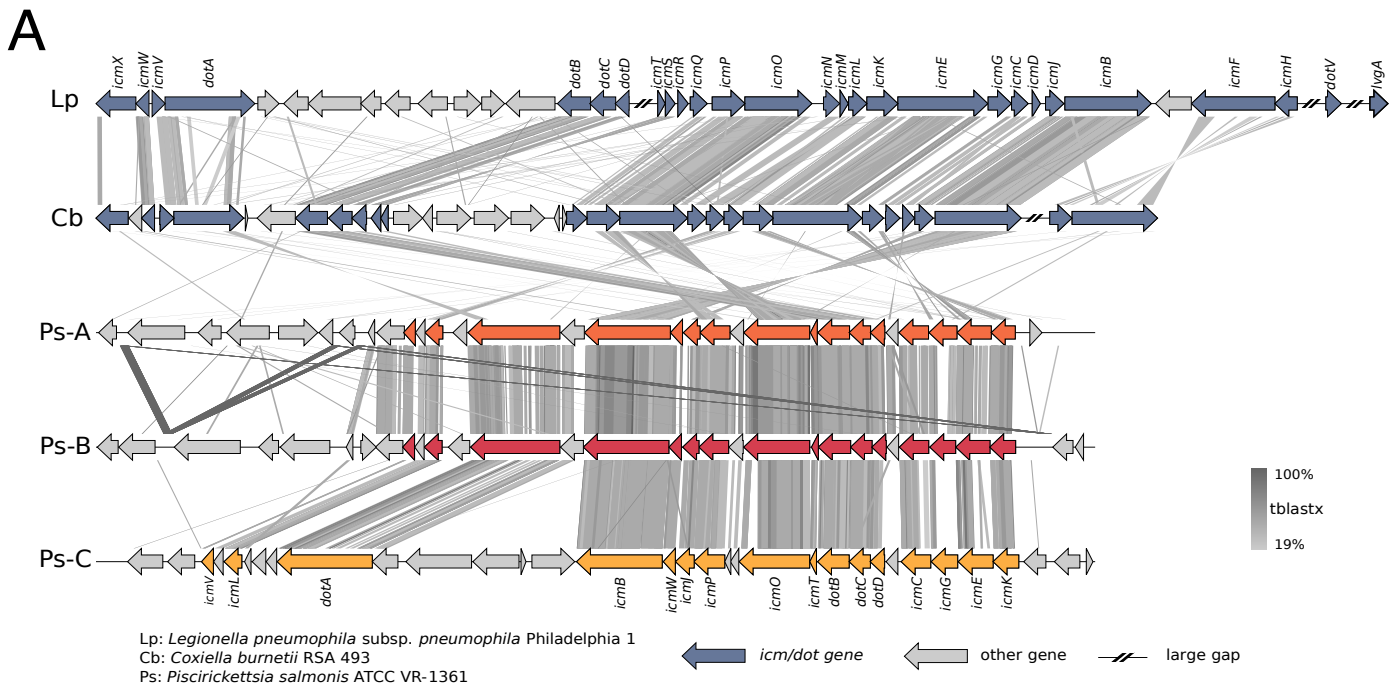 A
icmX icmW icmV dotA dotB dotC dotD icmT icmS icmR icmQ icmP icmO icmN icmM icmL icmK icmE icmG icmC icmD icmJ icmB icmF icmH dotV lvgA
Lp
Cb
Ps-A
Ps-B
100%
tblastx
19%
Ps-C
icmV icmL dotA icmB icmW icmJ icmP icmO icmT dotB dotC dotD icmC icmG icmE icmK
Lp: Legionella pneumophila subsp. pneumophila Philadelphia 1
Cb: Coxiella burnetii RSA 493
Ps: Piscirickettsia salmonis ATCC VR-1361
icm/dot gene other gene large gap